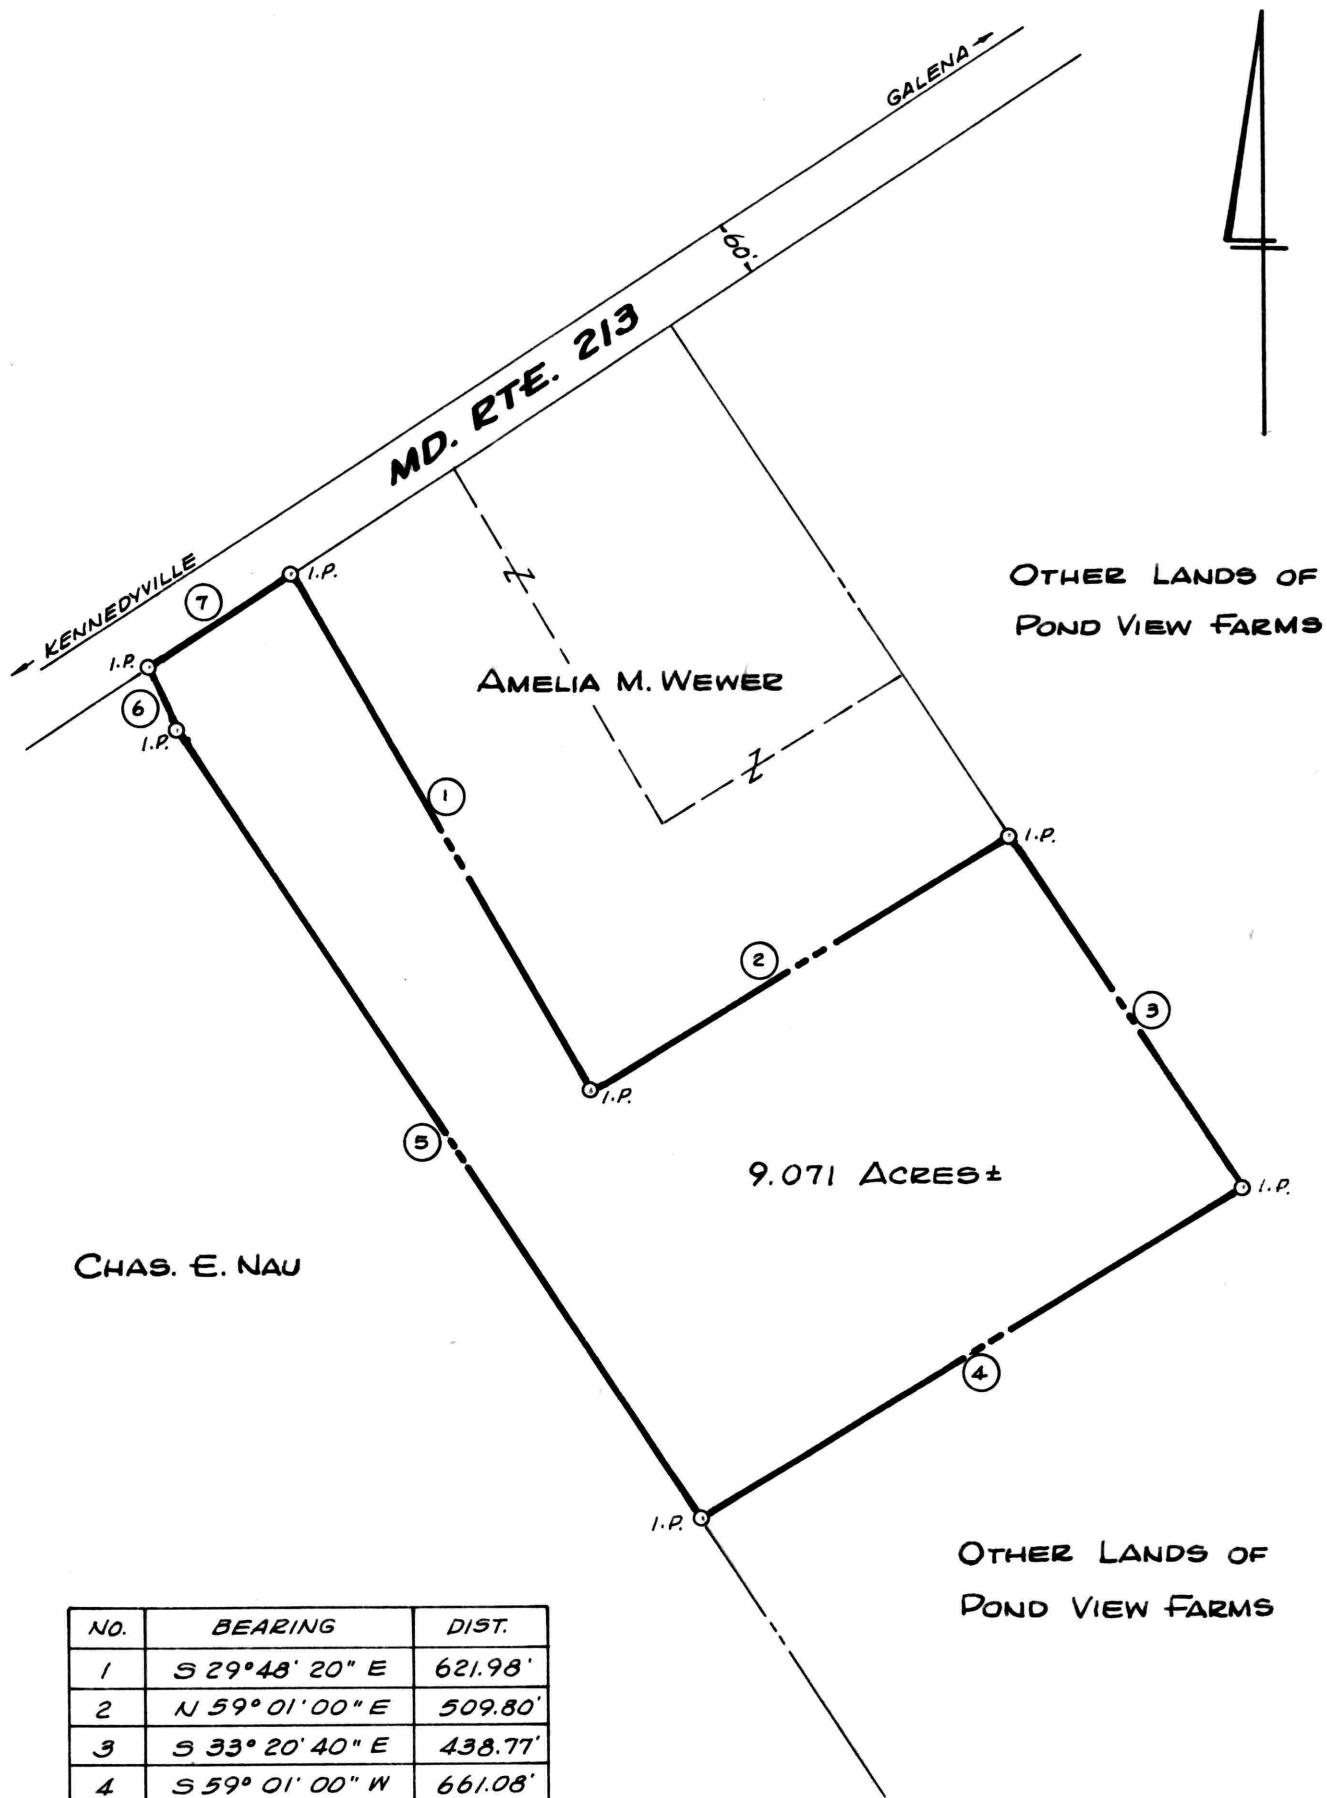 GALENA
60'
MD. RTE. 213
KENNEDYVILLE
OTHER LANDS OF
POND VIEW FARMS
7
I.P.
I.P.
6
I.P.
AMELIA M. WEWER
Z
Z
1
I.P.
2
3
I.P.
5
9.071 ACRES±
I.P.
CHAS. E. NAU
4
I.P.
OTHER LANDS OF
POND VIEW FARMS
NO. BEARING DIST.
1 S 29° 48' 20" E 621.98'
2 N 59° 01' 00" E 509.80'
3 S 33° 20' 40" E 438.77'
4 S 59° 01' 00" W 661.08'